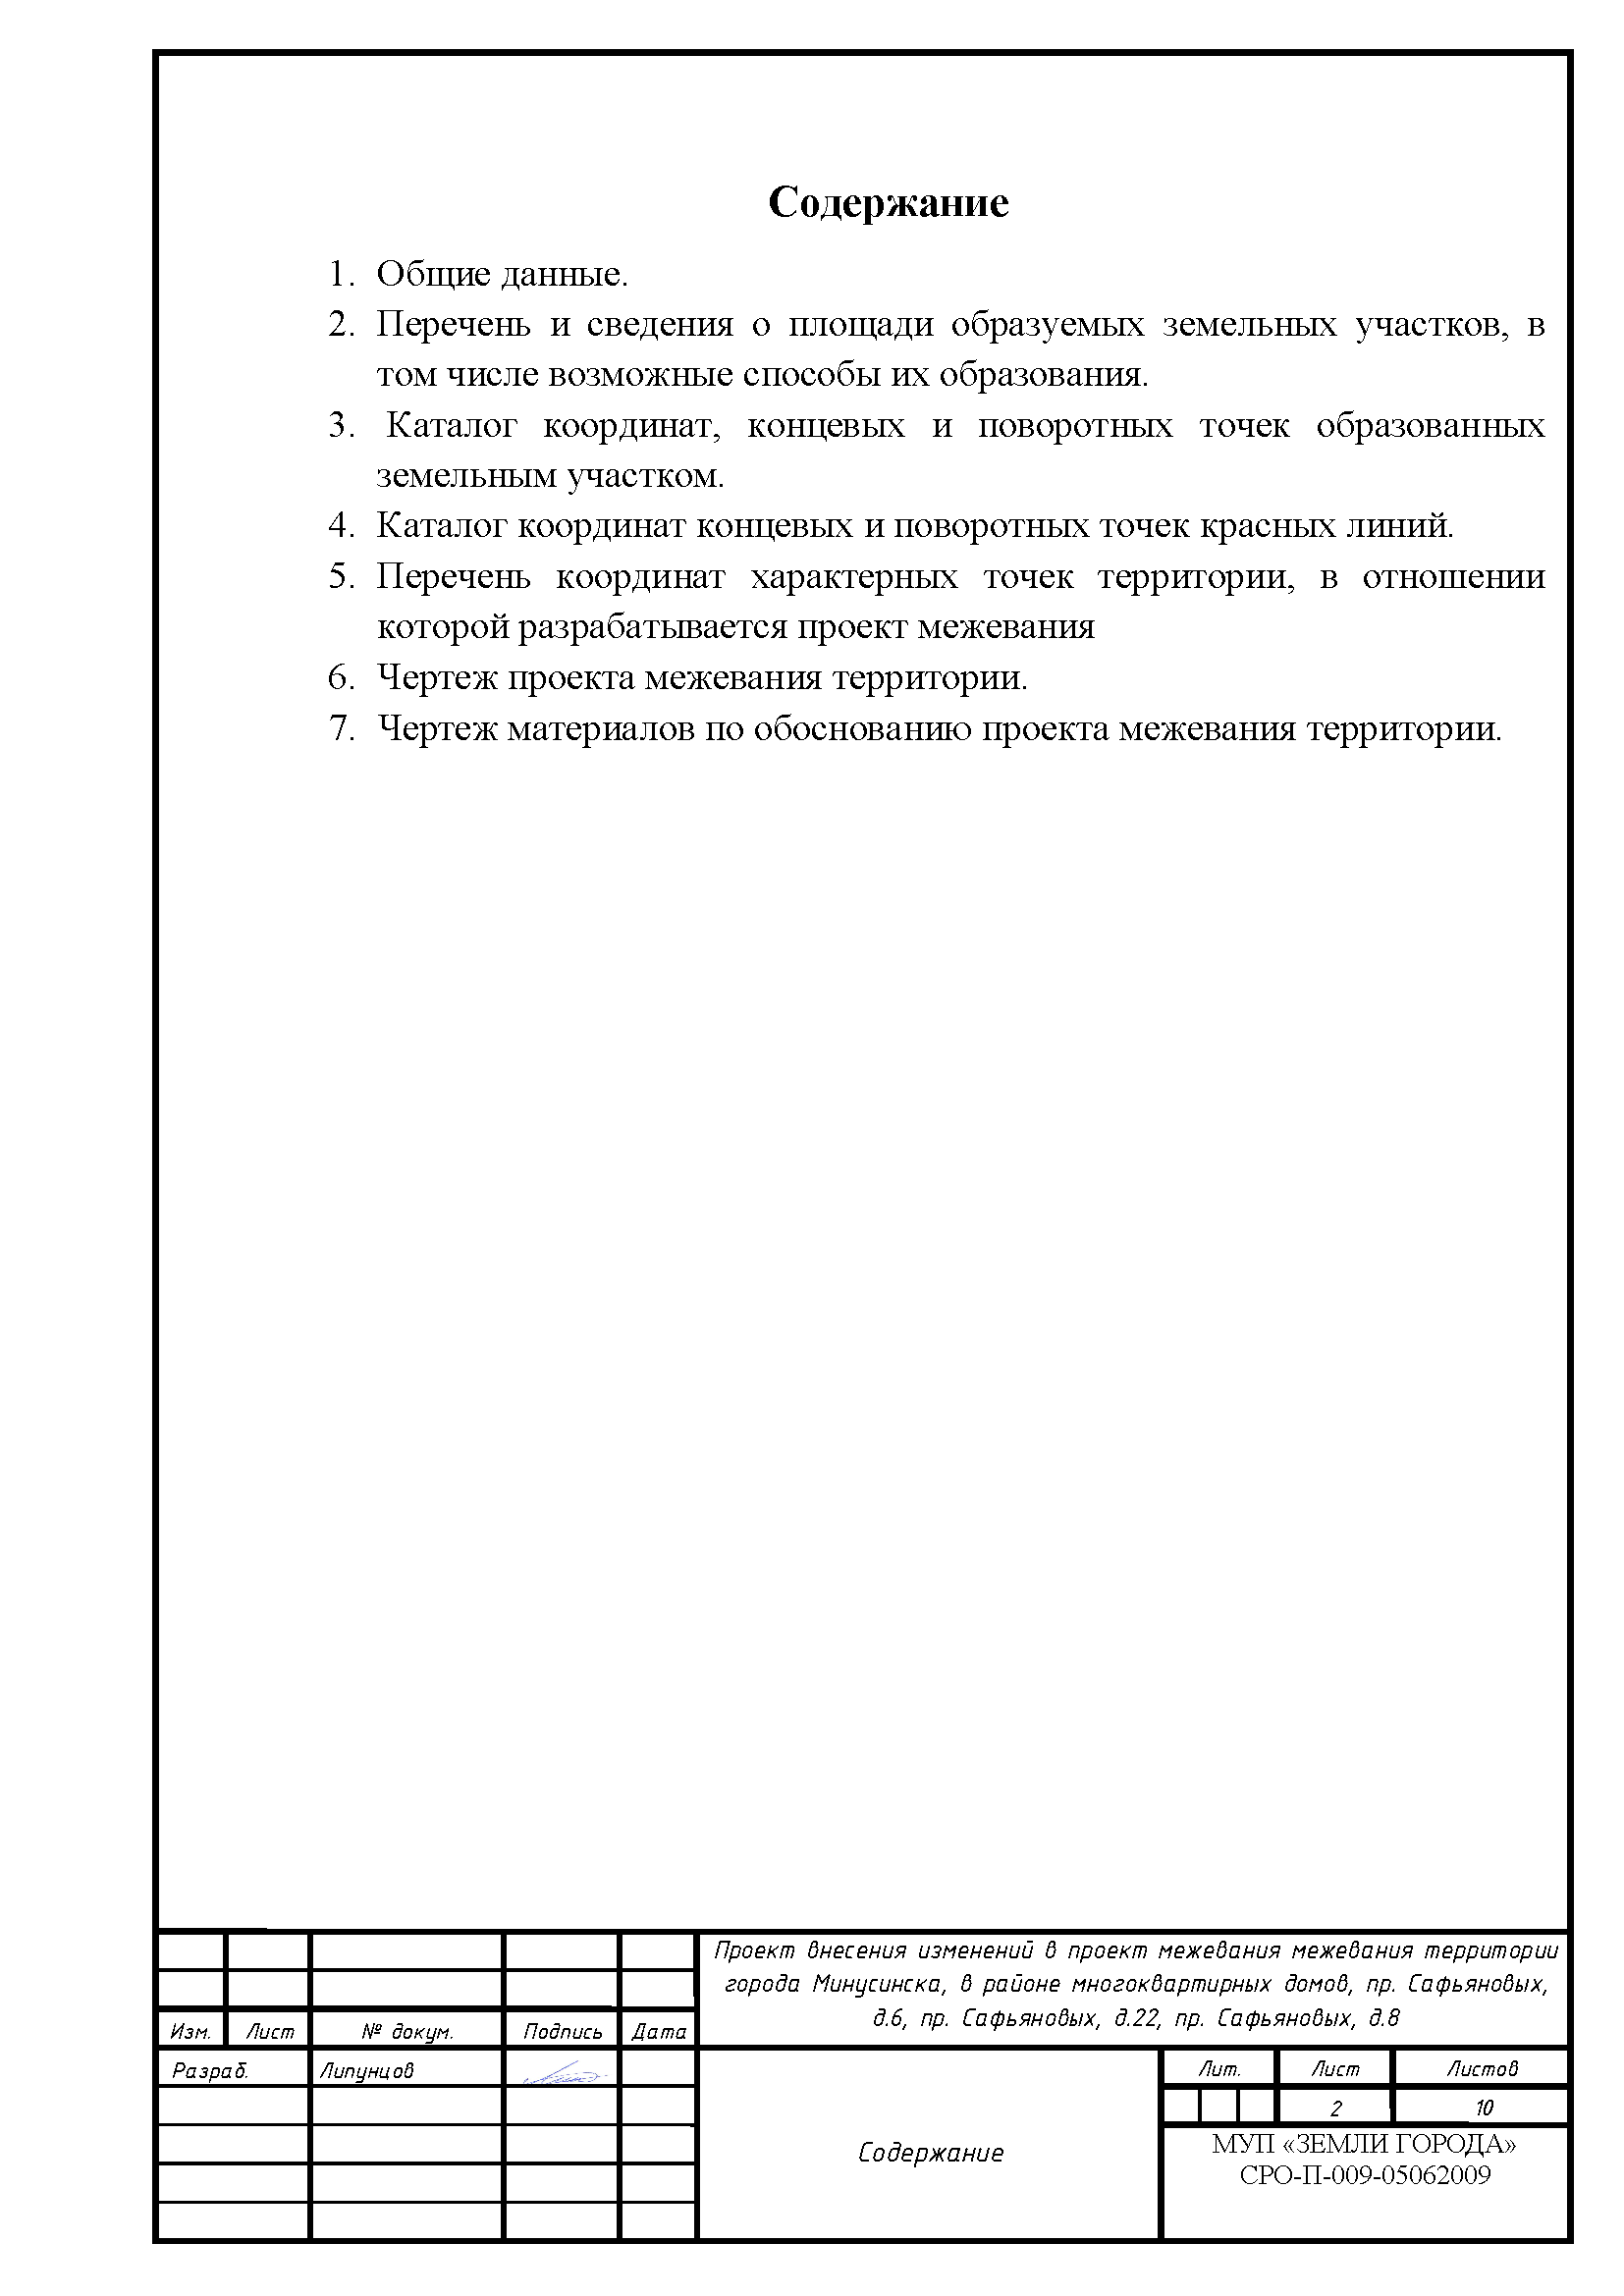 Содержание
1. Общие данные.
2. Перечень и сведения о площади образуемых земельных участков, в
том числе возможные способы их образования.
3. Каталог координат, концевых и поворотных точек образованных
земельным участком.
4. Каталог координат концевых и поворотных точек красных линий.
5. Перечень координат характерных точек территории, в отношении
которой разрабатывается проект межевания
6. Чертеж проекта межевания территории.
7. Чертеж материалов по обоснованию проекта межевания территории.
Проект внесения изменений в проект межевания межевания территории
города Минусинска, в районе многоквартирных домов, пр. Сафьяновых,
д.6, пр. Сафьяновых, д.22, пр. Сафьяновых, д.8
Изм. Лист № докум. Подпись Дата
Разраб. Липунцов
Лит. Лист Листов
2 10
Содержание
МУП «ЗЕМЛИ ГОРОДА»
СРО-П-009-05062009